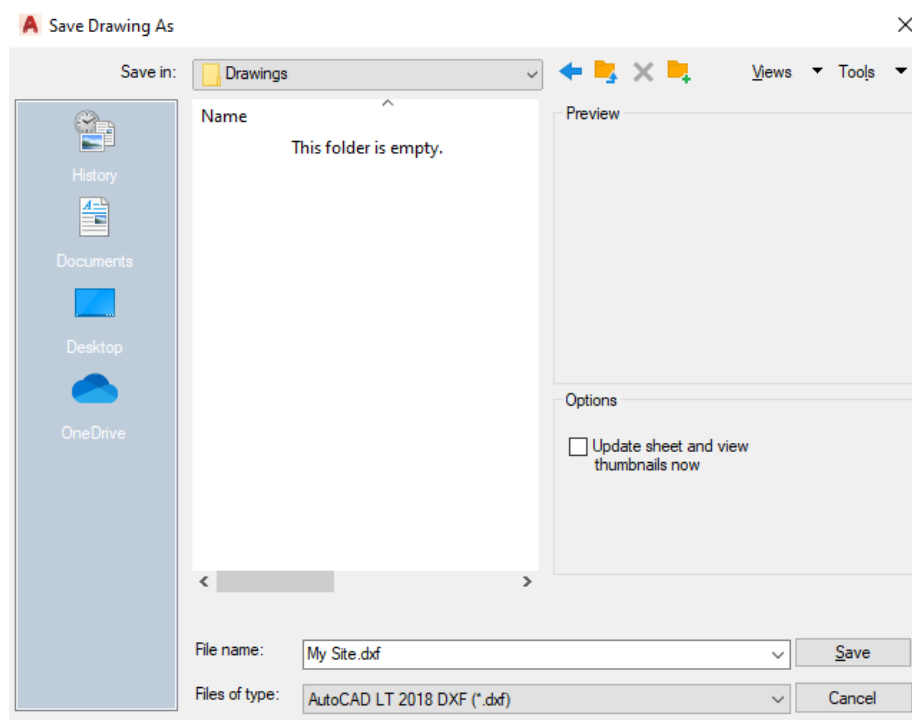 Save Drawing As
Save in: Drawings Views Tools
Name
This folder is empty.
History
Documents
Desktop
OneDrive
Preview
Options
Update sheet and view
thumbnails now
File name: My Site.dxf Save
Files of type: AutoCAD LT 2018 DXF (*.dxf) Cancel